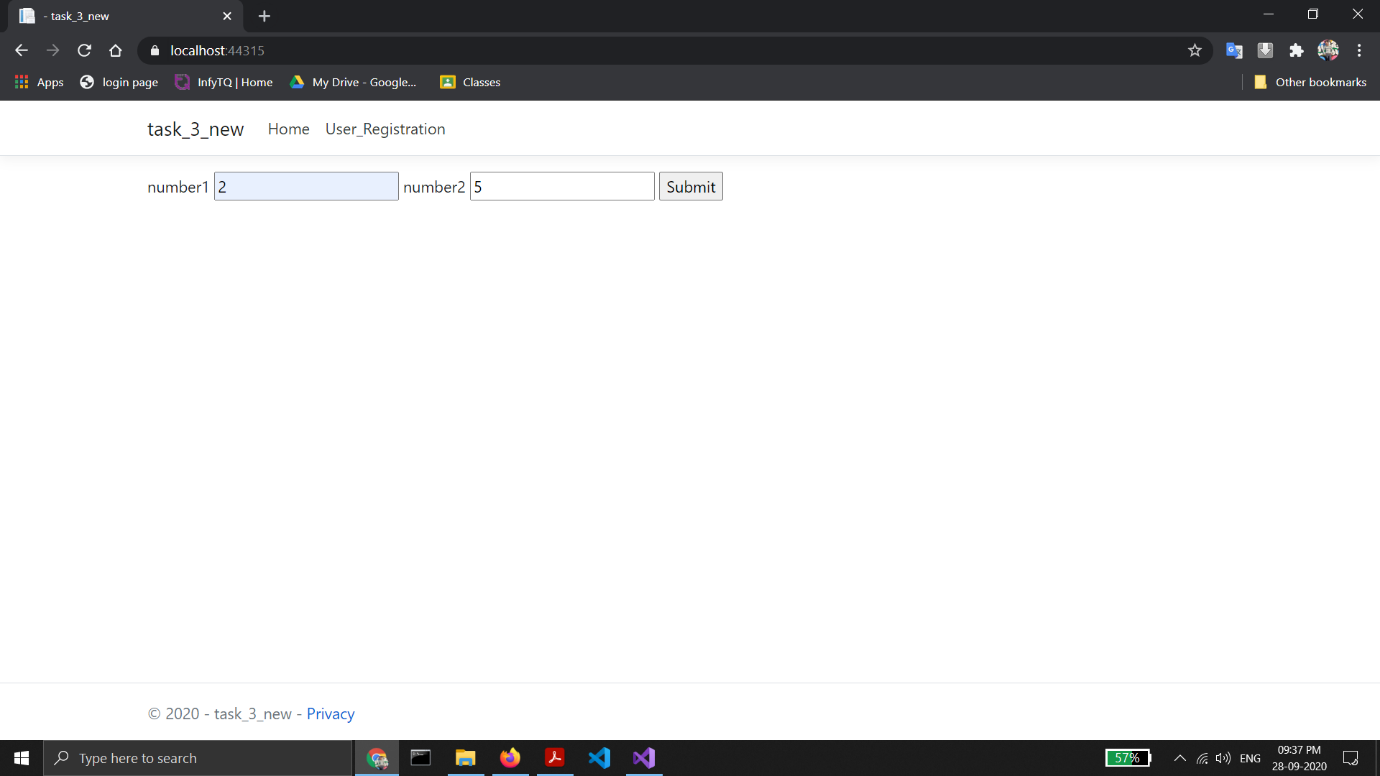 - task_3_new
localhost:44315
Apps login page InfyTQ | Home My Drive - Google... Classes Other bookmarks
task_3_new Home User_Registration
number1 2 number2 5 Submit
© 2020 - task_3_new - Privacy
Type here to search 57% ENG 09:37 PM
28-09-2020